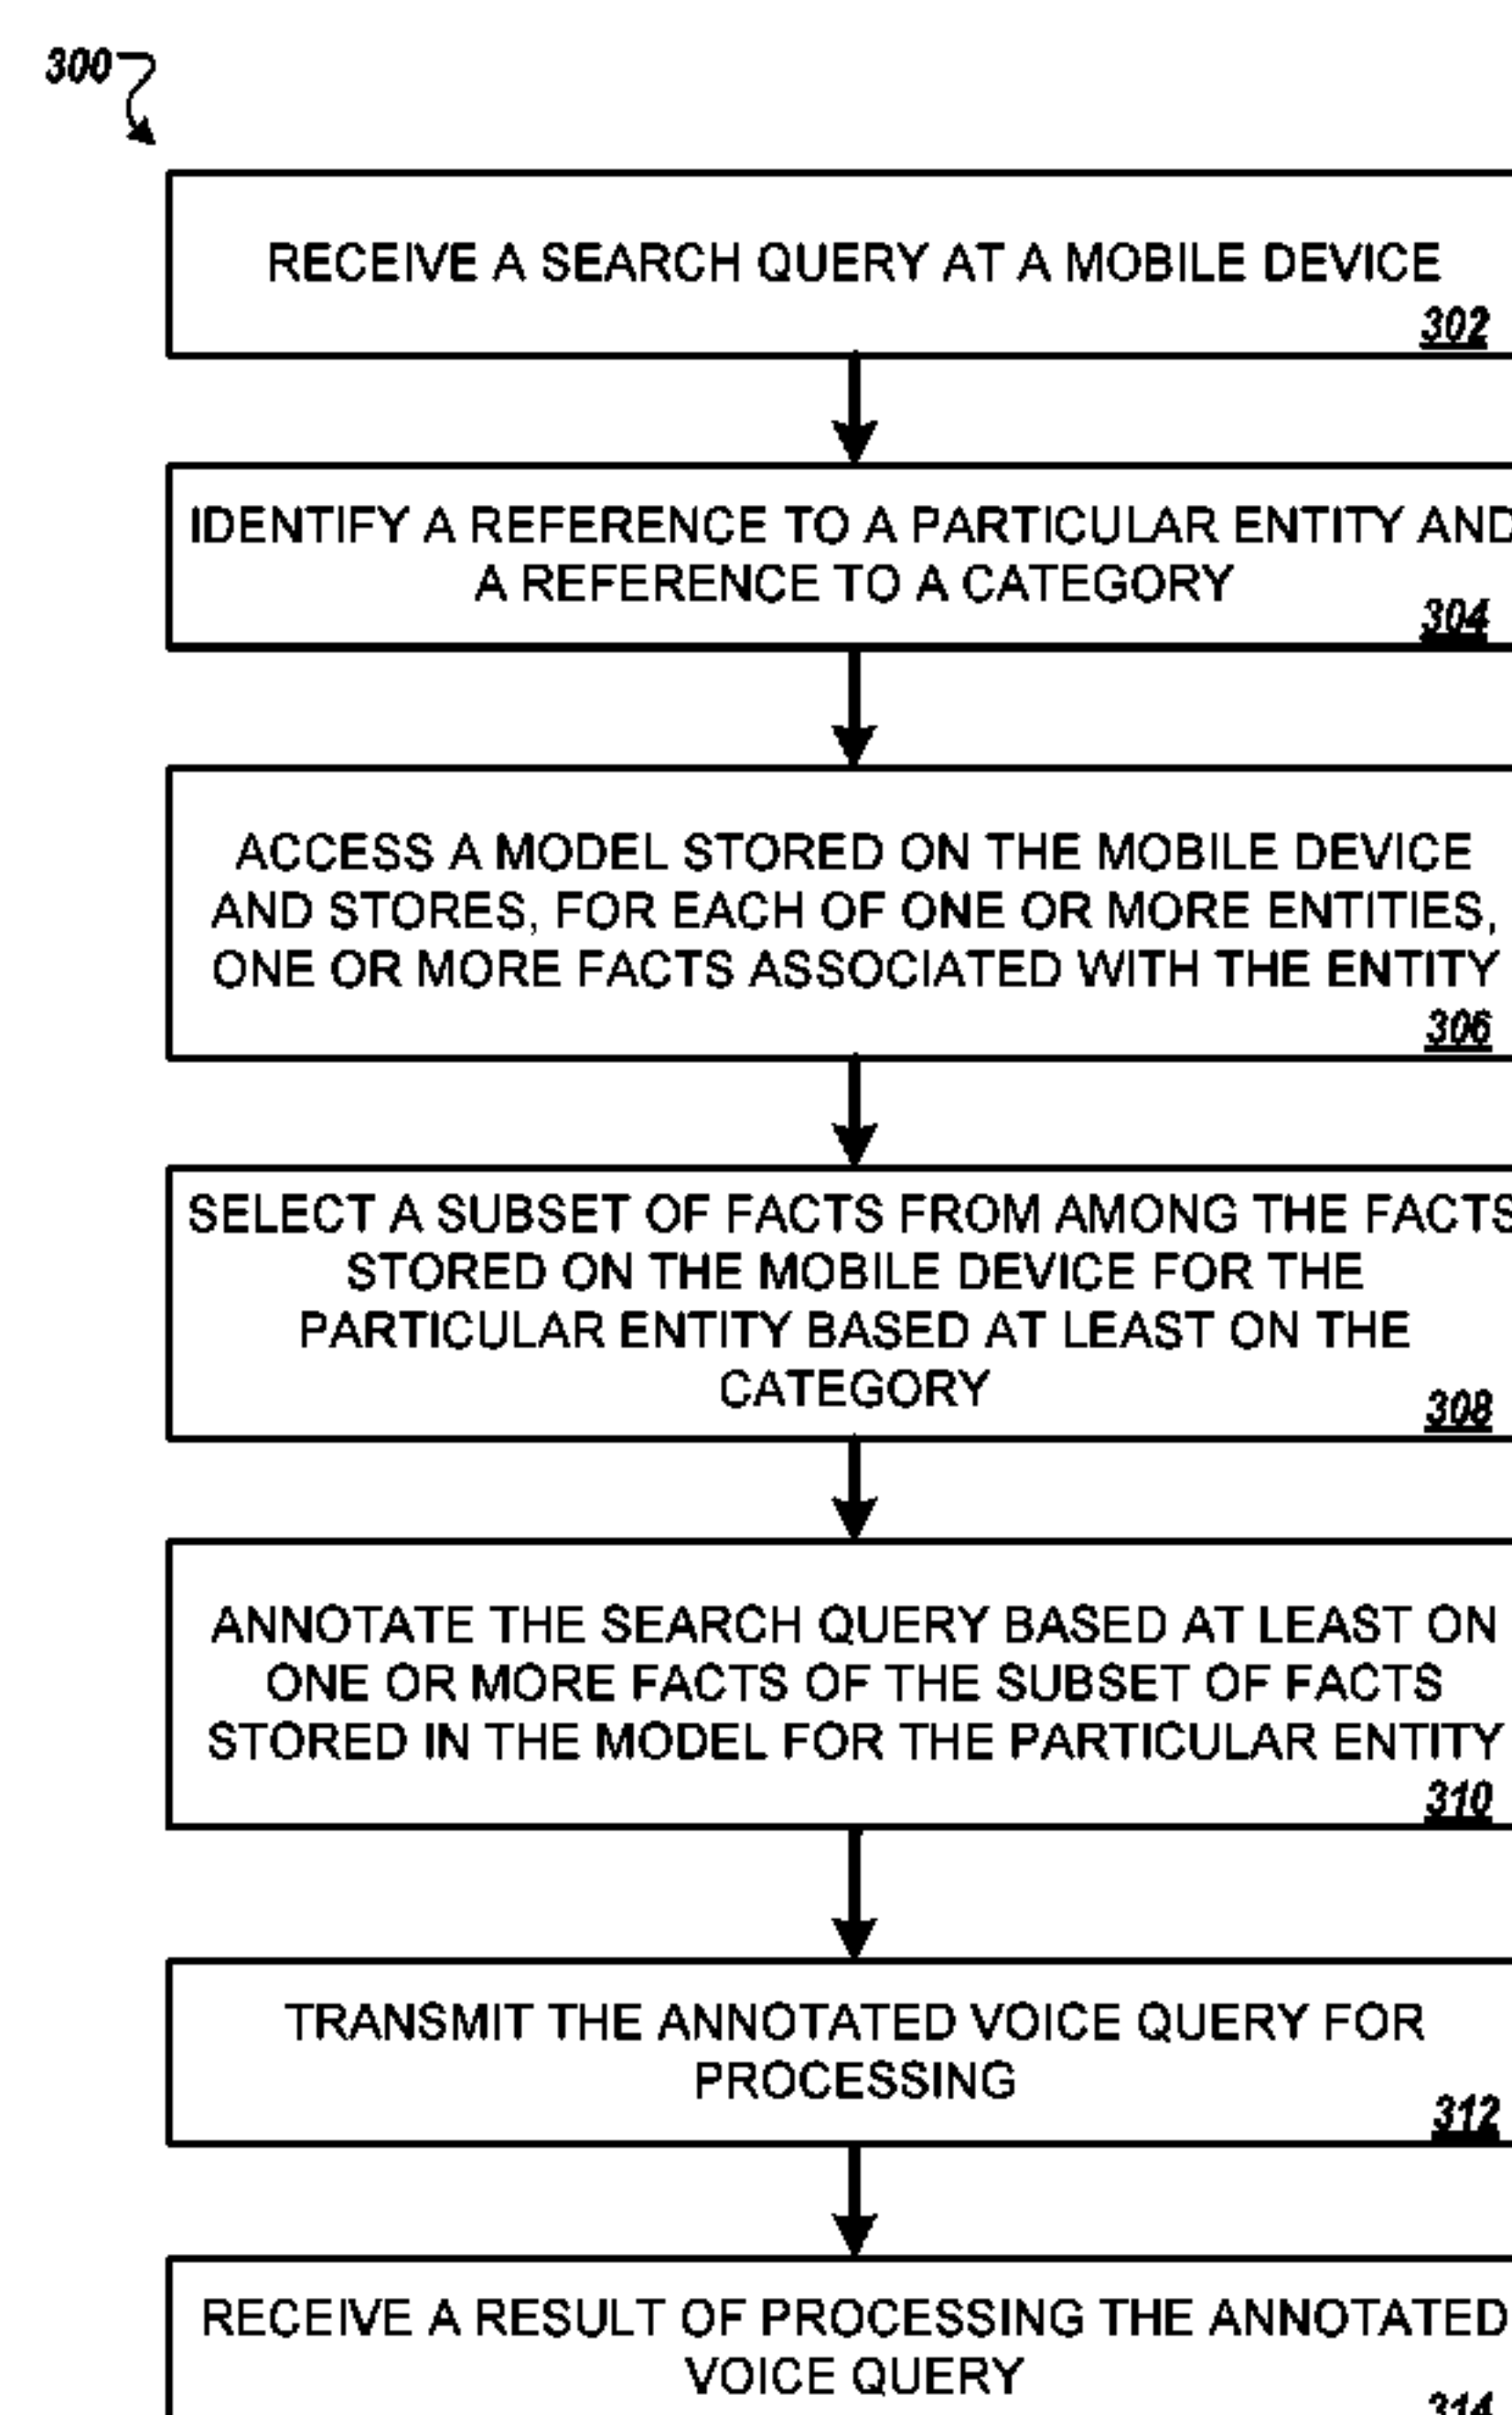 300
RECEIVE A SEARCH QUERY AT A MOBILE DEVICE
302
IDENTIFY A REFERENCE TO A PARTICULAR ENTITY AND
A REFERENCE TO A CATEGORY
304
ACCESS A MODEL STORED ON THE MOBILE DEVICE
AND STORES, FOR EACH OF ONE OR MORE ENTITIES,
ONE OR MORE FACTS ASSOCIATED WITH THE ENTITY
306
SELECT A SUBSET OF FACTS FROM AMONG THE FACTS
STORED ON THE MOBILE DEVICE FOR THE
PARTICULAR ENTITY BASED AT LEAST ON THE
CATEGORY
308
ANNOTATE THE SEARCH QUERY BASED AT LEAST ON
ONE OR MORE FACTS OF THE SUBSET OF FACTS
STORED IN THE MODEL FOR THE PARTICULAR ENTITY
310
TRANSMIT THE ANNOTATED VOICE QUERY FOR
PROCESSING
312
RECEIVE A RESULT OF PROCESSING THE ANNOTATED
VOICE QUERY
314